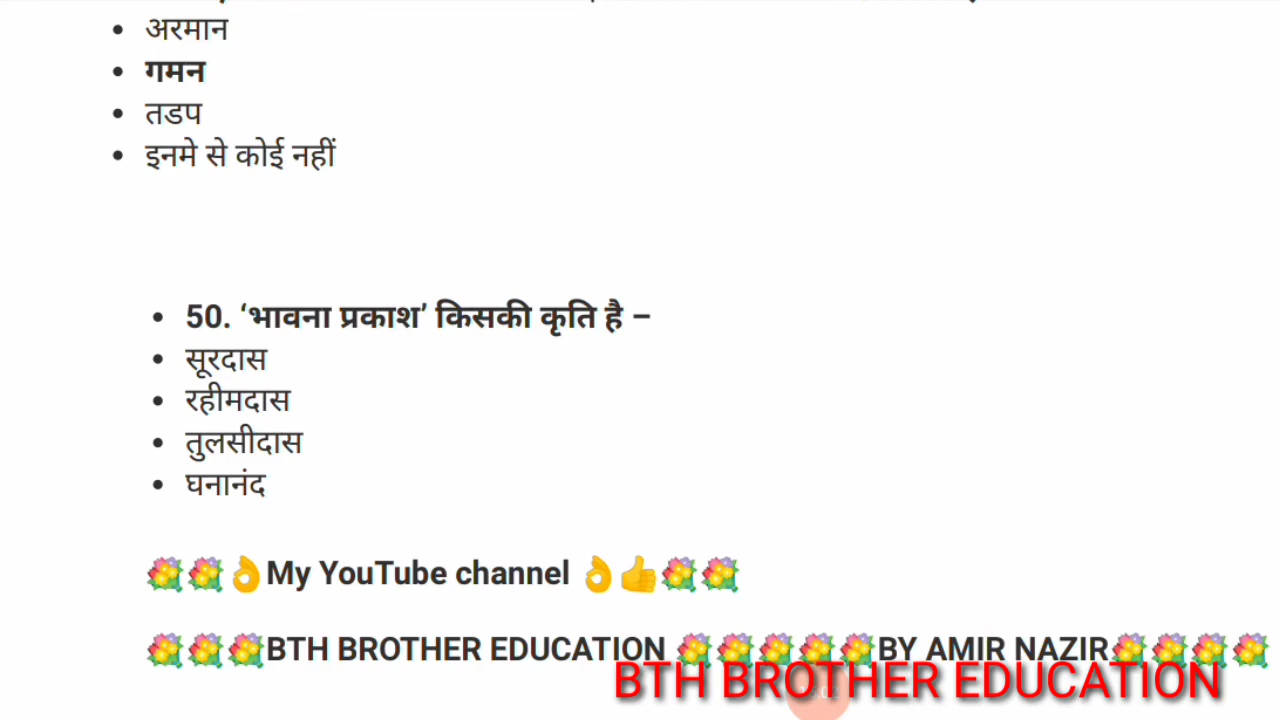 • अरमान
• गमन
• तडप
• इनमे से कोई नहीं
• 50. ‘भावना प्रकाश’ किसकी कृति है –
• सूरदास
• रहीमदास
• तुलसीदास
• घनानंद
💐💐👌My YouTube channel 👌👍💐💐
💐💐💐BTH BROTHER EDUCATION 💐💐💐💐💐BY AMIR NAZIR💐💐💐💐
BTH BROTHER EDUCATION